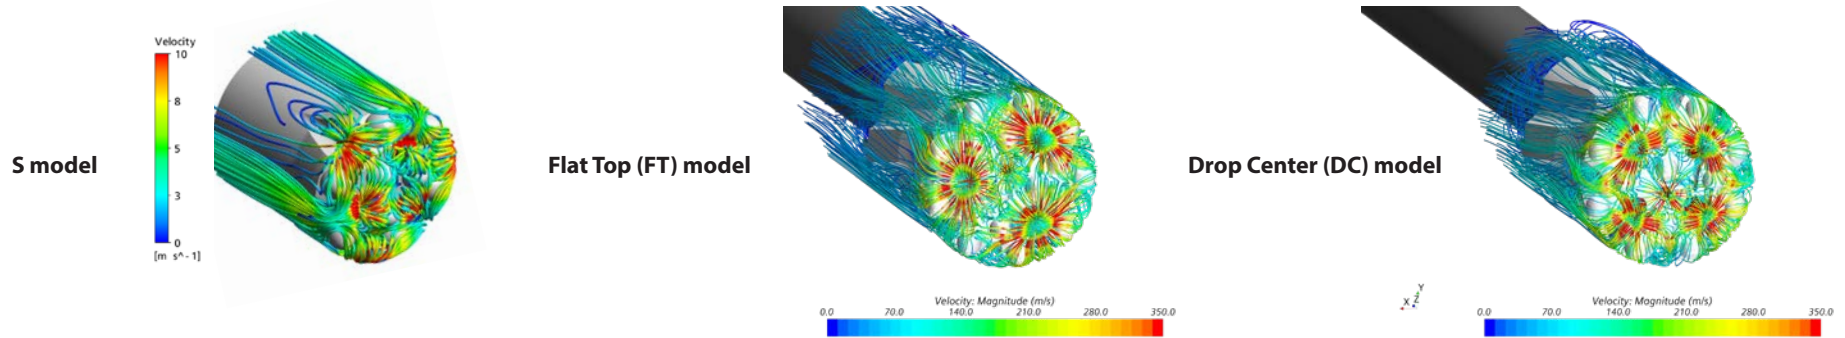 Velocity
10
8
5
3
0
[m s^-1]
S model
Flat Top (FT) model
Velocity: Magnitude (m/s)
0.0 70.0 140.0 210.0 280.0 350.0
Drop Center (DC) model
Y
X Z
Velocity: Magnitude (m/s)
0.0 70.0 140.0 210.0 280.0 350.0